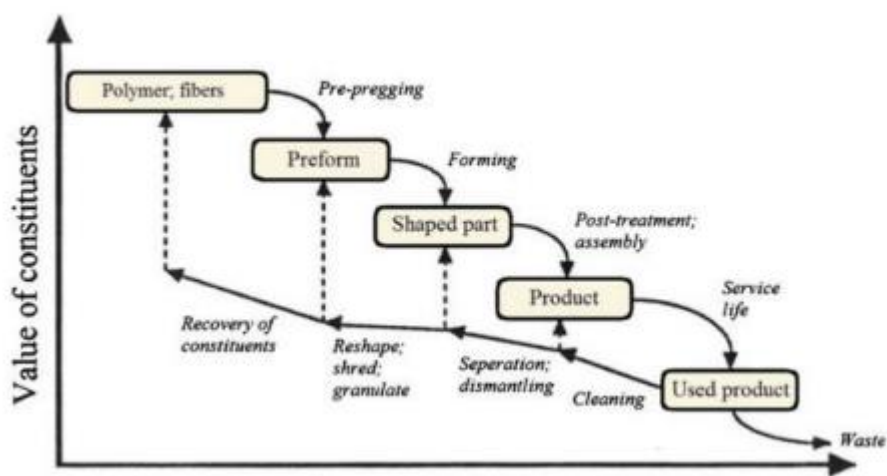 Value of constituents
Polymer; fibers
Pre-pregging
Preform
Forming
Shaped part
Post-treatment;
assembly
Product
Service
life
Used product
Waste
Recovery of
constituents
Reshape;
shred;
granulate
Seperation;
dismantling
Cleaning